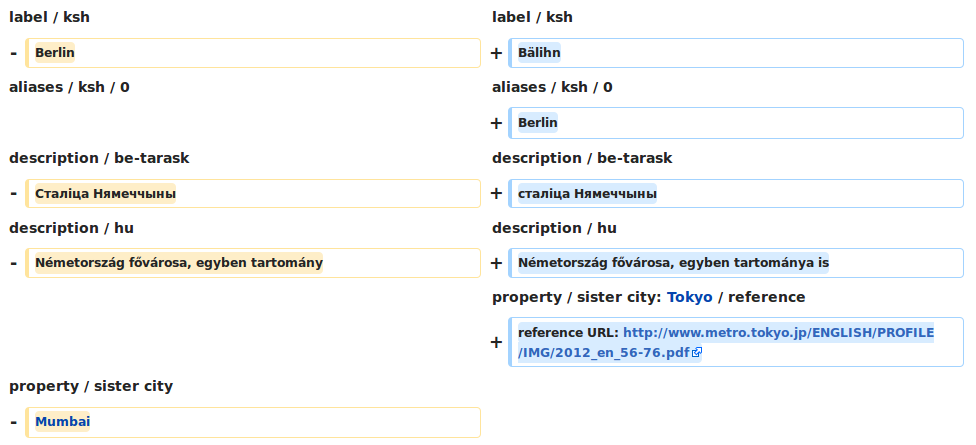 label / ksh
label / ksh
- Berlin
+ Bälihn
aliases / ksh / 0
aliases / ksh / 0
+ Berlin
description / be-tarask
description / be-tarask
- Сталіца Нямеччыны
+ сталіца Нямеччыны
description / hu
description / hu
- Németország fővárosa, egyben tartomány
+ Németország fővárosa, egyben tartománya is
property / sister city: Tokyo / reference
+ reference URL: http://www.metro.tokyo.jp/ENGLISH/PROFILE
/IMG/2012_en_56-76.pdf
property / sister city
- Mumbai